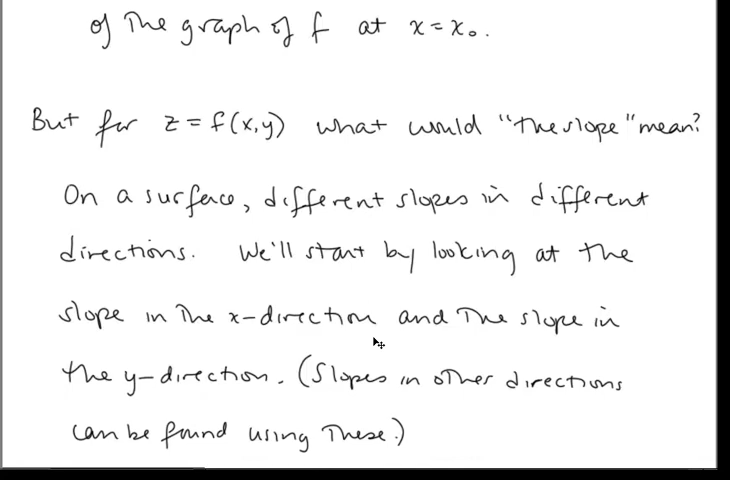 of the graph of f at x = x₀.
But for z = f(x,y) what would "the slope" mean?
On a surface, different slopes in different
directions. We'll start by looking at the
slope in the x-direction and the slope in
the y-direction. (Slopes in other directions
can be found using these.)